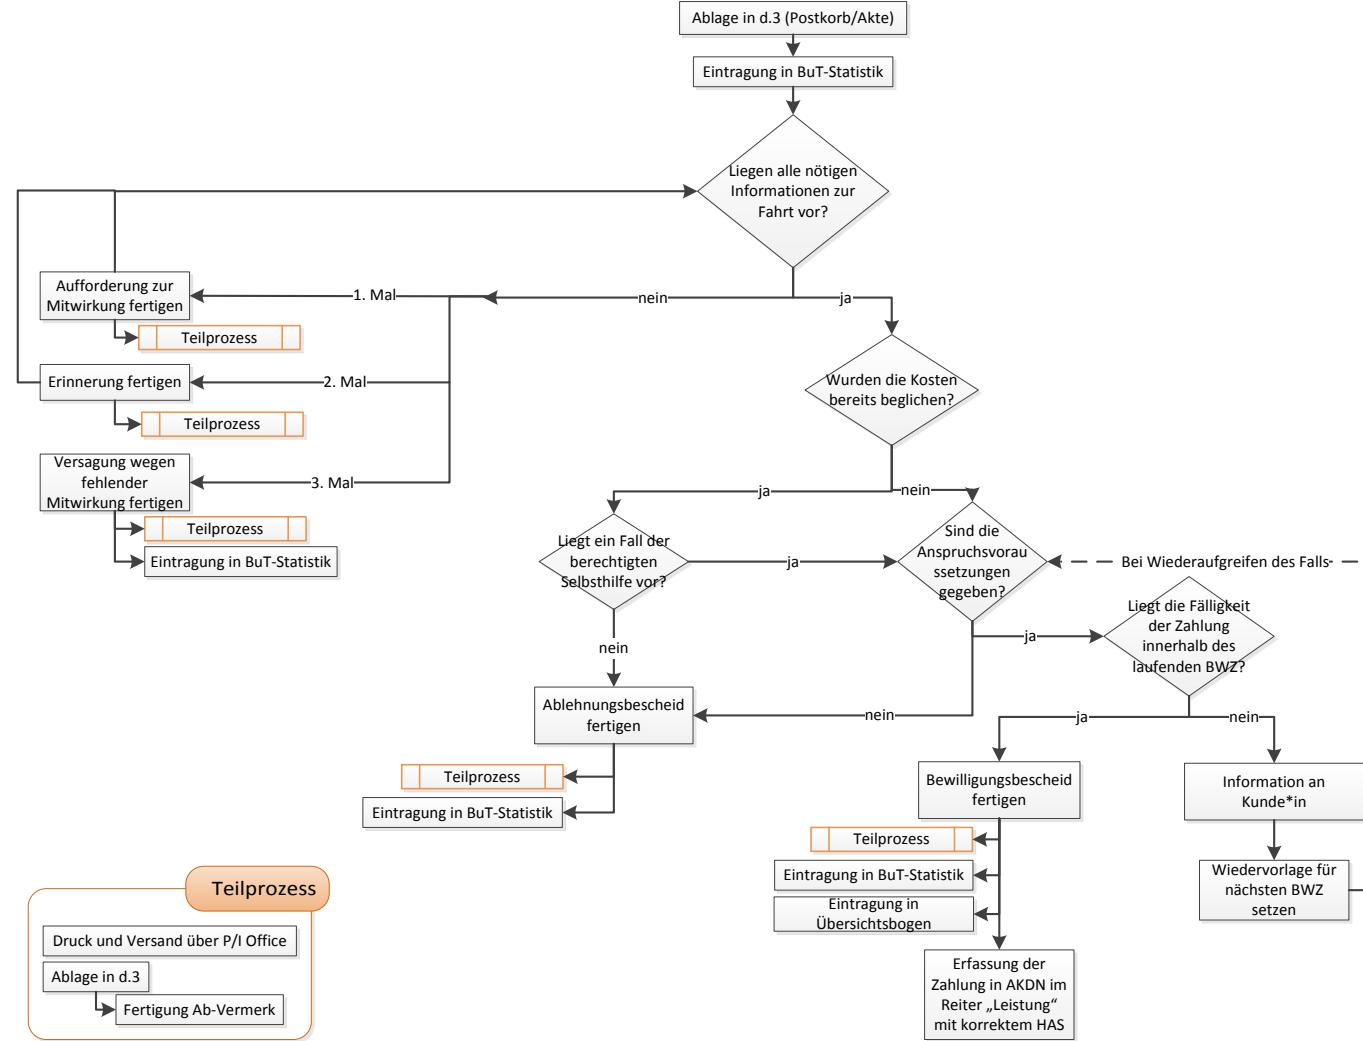 Ablage in d.3 (Postkorb/Akte)
Eintragung in BuT-Statistik
Liegen alle nötigen
Informationen zur
Fahrt vor?
nein
ja
1. Mal
Aufforderung zur
Mitwirkung fertigen
Teilprozess
2. Mal
Erinnerung fertigen
Teilprozess
3. Mal
Versagung wegen
fehlender
Mitwirkung fertigen
Teilprozess
Eintragung in BuT-Statistik
Wurden die Kosten
bereits beglichen?
ja
nein
Liegt ein Fall der
berechtigten
Selbsthilfe vor?
ja
nein
Sind die
Anspruchsvorau
ssetzungen
gegeben?
Bei Wiederaufgreifen des Falls
ja
nein
Liegt die Fälligkeit
der Zahlung
innerhalb des
laufenden BWZ?
ja
nein
Ablehnungsbescheid
fertigen
Teilprozess
Eintragung in BuT-Statistik
Bewilligungsbescheid
fertigen
Teilprozess
Eintragung in BuT-Statistik
Eintragung in
Übersichtsbogen
Erfassung der
Zahlung in AKDN im
Reiter „Leistung“
mit korrektem HAS
Information an
Kunde*in
Wiedervorlage für
nächsten BWZ
setzen
Teilprozess
Druck und Versand über P/I Office
Ablage in d.3
Fertigung Ab-Vermerk